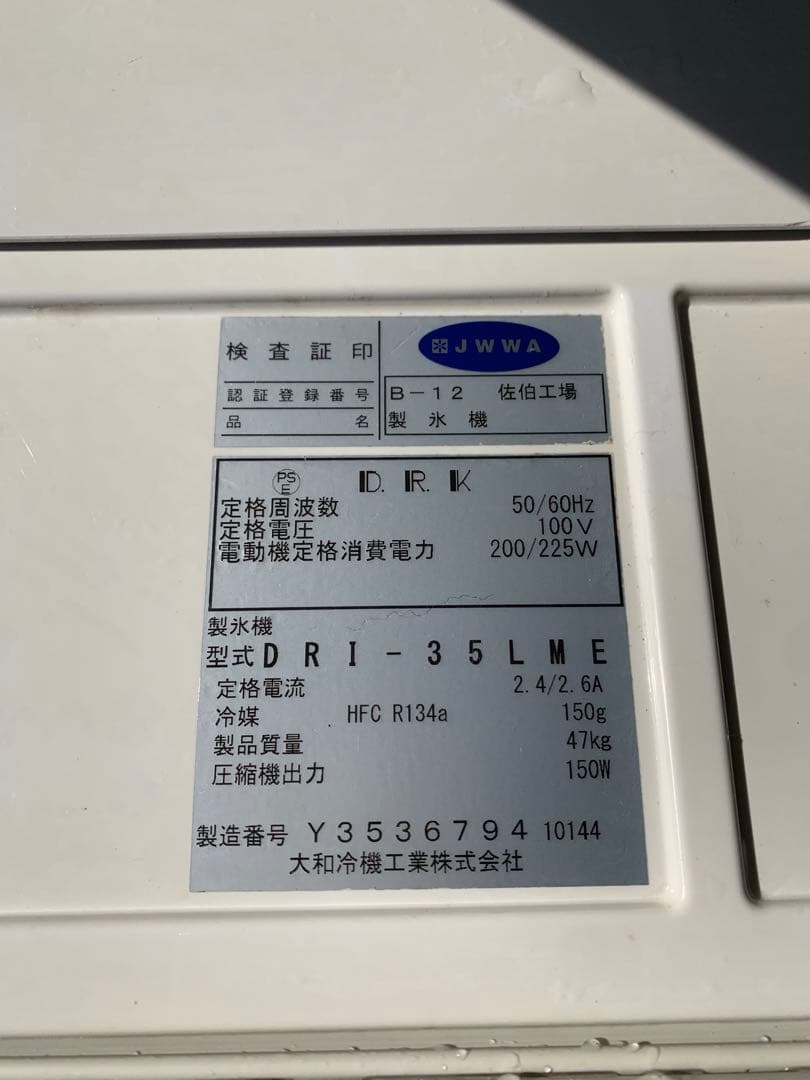 検査証印 JWWA
認証登録番号 B-12 佐伯工場
品名 製氷機
PSE D.R.K
定格周波数 50/60Hz
定格電圧 100V
電動機定格消費電力 200/225W
製氷機
型式 DRI-35LME
定格電流 2.4/2.6A
冷媒 HFC R134a 150g
製品質量 47kg
圧縮機出力 150W
製造番号 Y3536794 10144
大和冷機工業株式会社